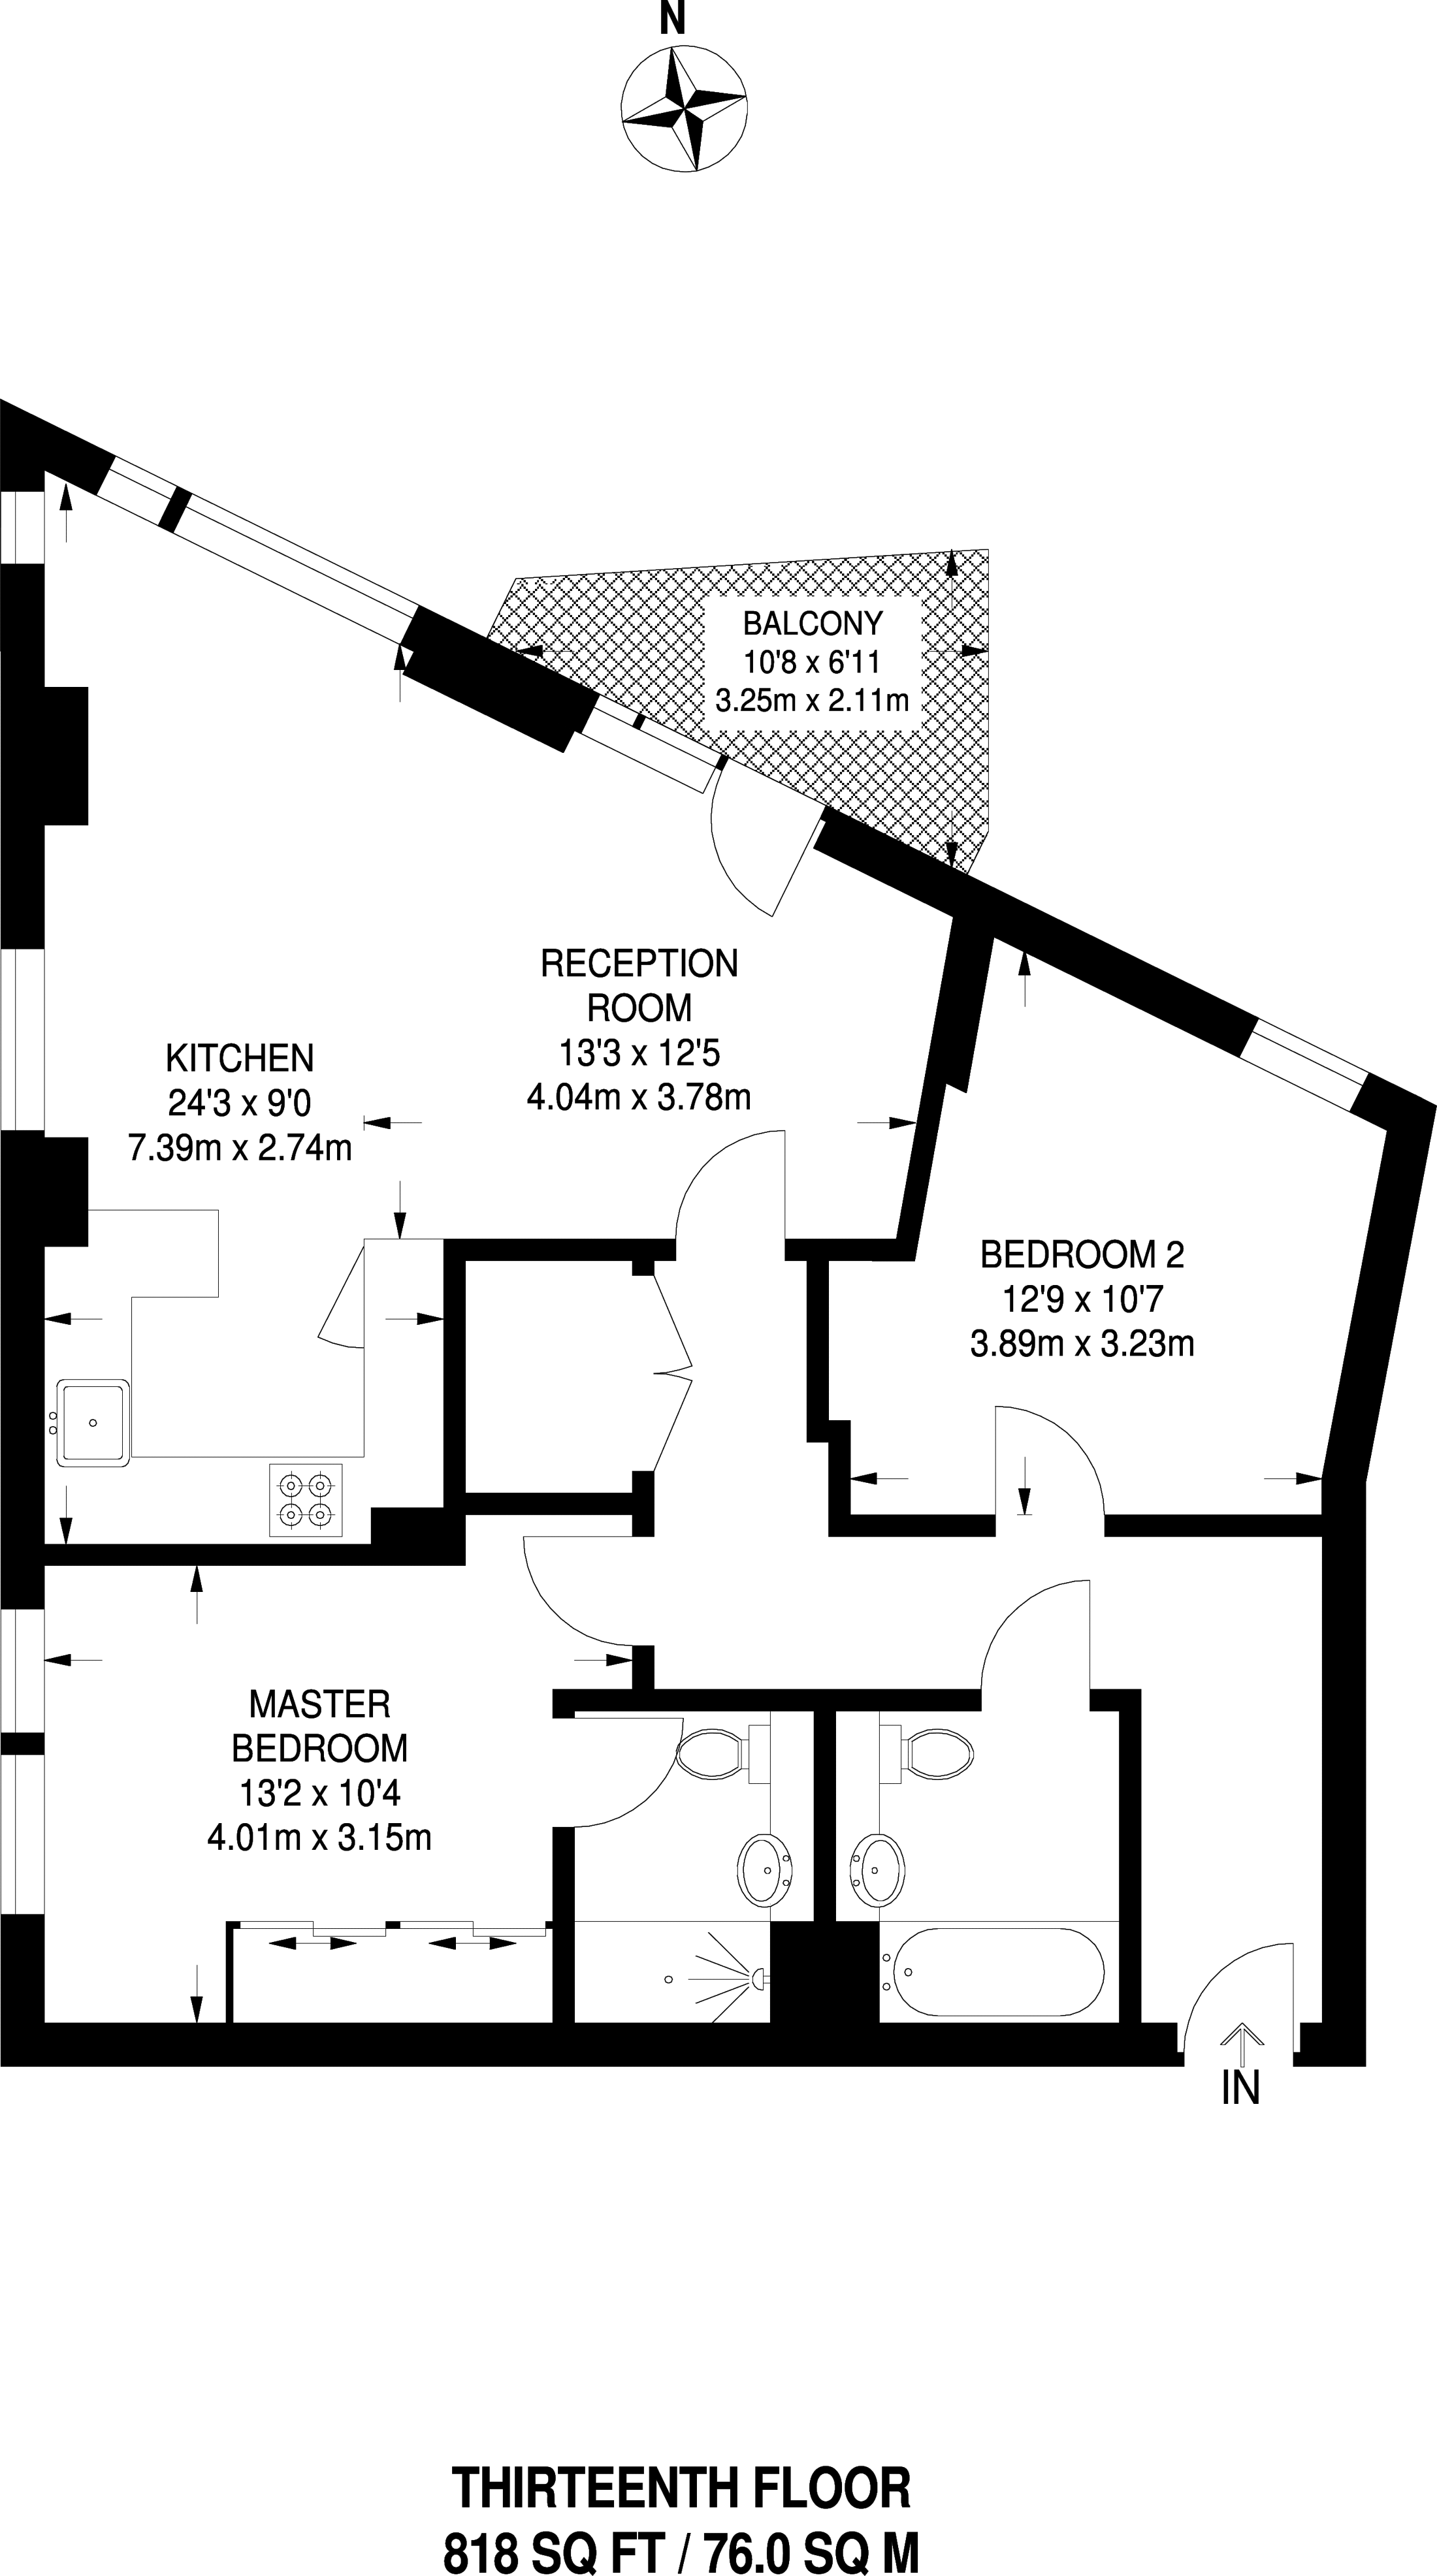 N
BALCONY
10'8 x 6'11
3.25m x 2.11m
RECEPTION
ROOM
13'3 x 12'5
4.04m x 3.78m
KITCHEN
24'3 x 9'0
7.39m x 2.74m
BEDROOM 2
12'9 x 10'7
3.89m x 3.23m
MASTER
BEDROOM
13'2 x 10'4
4.01m x 3.15m
IN
THIRTEENTH FLOOR
818 SQ FT / 76.0 SQ M